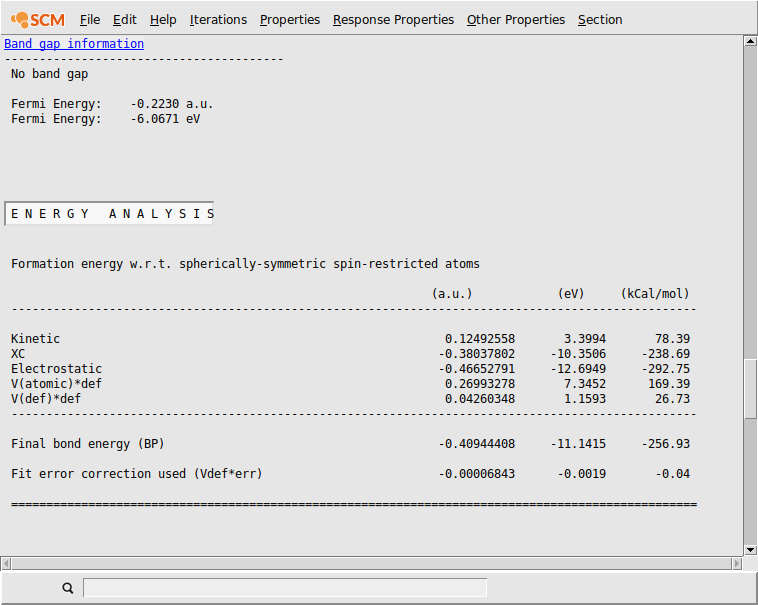 SCM File Edit Help Iterations Properties Response Properties Other Properties Section
Band gap information
----------------------------------------
No band gap
Fermi Energy: -0.2230 a.u.
Fermi Energy: -6.0671 eV
E N E R G Y   A N A L Y S I S
Formation energy w.r.t. spherically-symmetric spin-restricted atoms
(a.u.) (eV) (kCal/mol)
--------------------------------------------------------------------------------------------------
Kinetic 0.12492558 3.3994 78.39
XC -0.38037802 -10.3506 -238.69
Electrostatic -0.46652791 -12.6949 -292.75
V(atomic)*def 0.26993278 7.3452 169.39
V(def)*def 0.04260348 1.1593 26.73
--------------------------------------------------------------------------------------------------
Final bond energy (BP) -0.40944408 -11.1415 -256.93
Fit error correction used (Vdef*err) -0.00006843 -0.0019 -0.04
==================================================================================================